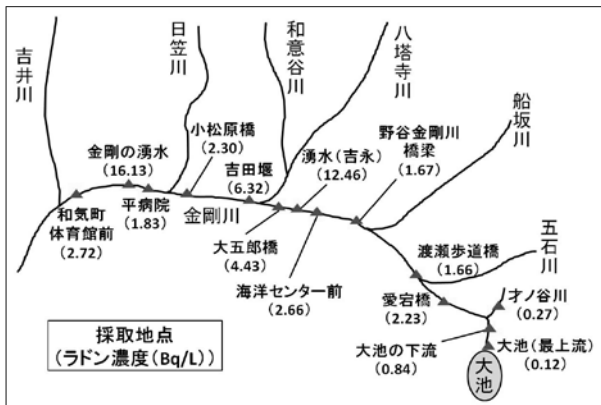 吉井川
日笠川
和意谷川
八塔寺川
船坂川
五石川
金剛の湧水
(16.13)
小松原橋
(2.30)
吉田堰
(6.32)
湧水(吉永)
(12.46)
野谷金剛川
橋梁
(1.67)
和気町
体育館前
(2.72)
平病院
(1.83)
金剛川
大五郎橋
(4.43)
海洋センター前
(2.66)
渡瀬歩道橋
(1.66)
愛宕橋
(2.23)
才ノ谷川
(0.27)
大池の下流
(0.84)
大池(最上流)
(0.12)
大池
採取地点
(ラドン濃度(Bq/L))